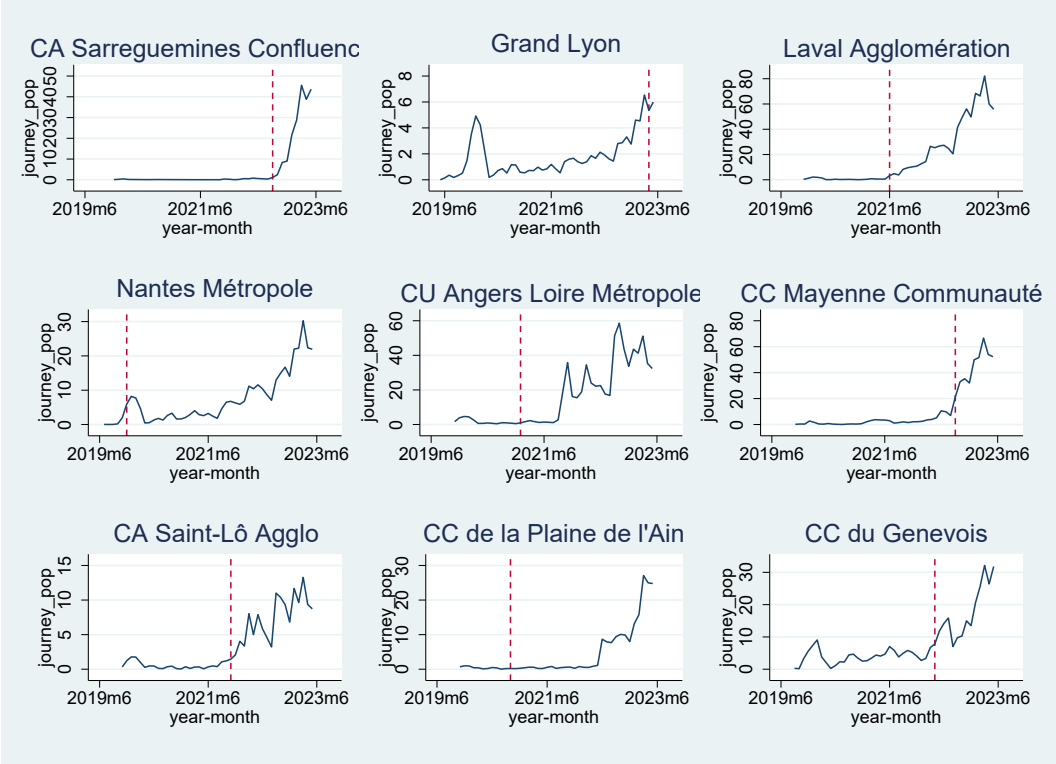 CA Sarreguemines Confluenc
journey_pop
0 10 20 30 40 50
2019m6 2021m6 2023m6
year-month
Grand Lyon
journey_pop
0 2 4 6 8
2019m6 2021m6 2023m6
year-month
Laval Agglomération
journey_pop
0 20 40 60 80
2019m6 2021m6 2023m6
year-month
Nantes Métropole
journey_pop
0 10 20 30
2019m6 2021m6 2023m6
year-month
CU Angers Loire Métropole
journey_pop
0 20 40 60
2019m6 2021m6 2023m6
year-month
CC Mayenne Communauté
journey_pop
0 20 40 60 80
2019m6 2021m6 2023m6
year-month
CA Saint-Lô Agglo
journey_pop
0 5 10 15
2019m6 2021m6 2023m6
year-month
CC de la Plaine de l'Ain
journey_pop
0 10 20 30
2019m6 2021m6 2023m6
year-month
CC du Genevois
journey_pop
0 10 20 30
2019m6 2021m6 2023m6
year-month